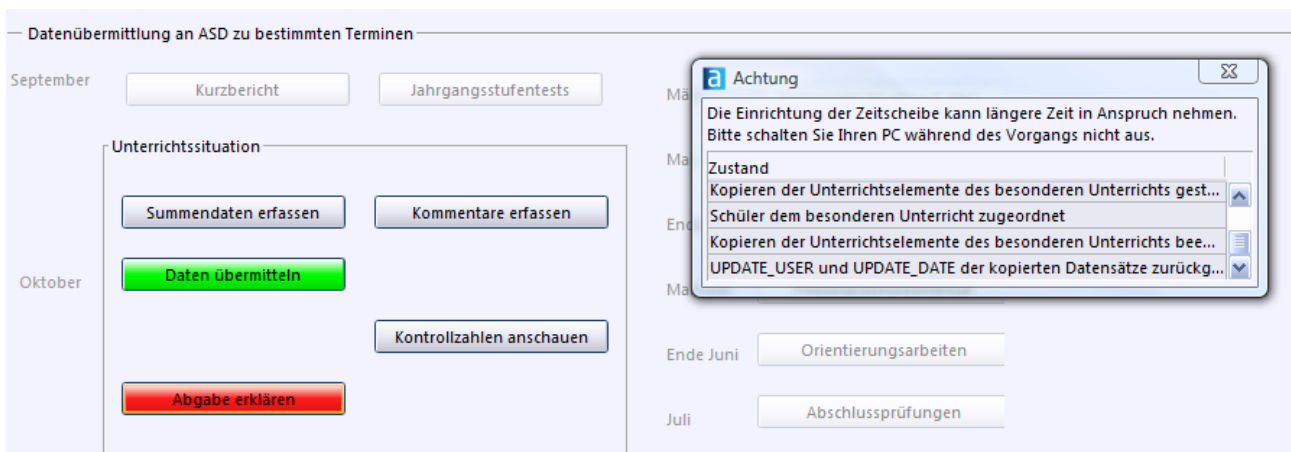 Datenübermittlung an ASD zu bestimmten Terminen
September
Kurzbericht
Jahrgangsstufentests
Unterrichtssituation
Summendaten erfassen
Kommentare erfassen
Oktober
Daten übermitteln
Kontrollzahlen anschauen
Abgabe erklären
Achtung
Die Einrichtung der Zeitscheibe kann längere Zeit in Anspruch nehmen.
Bitte schalten Sie Ihren PC während des Vorgangs nicht aus.
Zustand
Kopieren der Unterrichtselemente des besonderen Unterrichts gest...
Schüler dem besonderen Unterricht zugeordnet
Kopieren der Unterrichtselemente des besonderen Unterrichts bee...
UPDATE_USER und UPDATE_DATE der kopierten Datensätze zurückg...
Ende Juni
Orientierungsarbeiten
Juli
Abschlussprüfungen